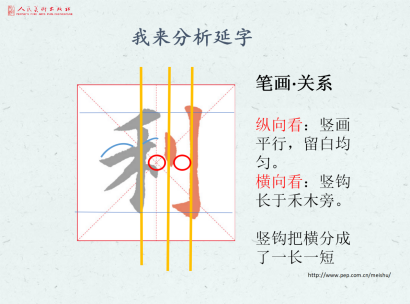 人民美术出版社
我来分析延字
利
笔画·关系
纵向看：竖画
平行，留白均
匀。
横向看：竖钩
长于禾木旁。
竖钩把横分成
了一长一短
http://www.pep.com.cn/meishu/